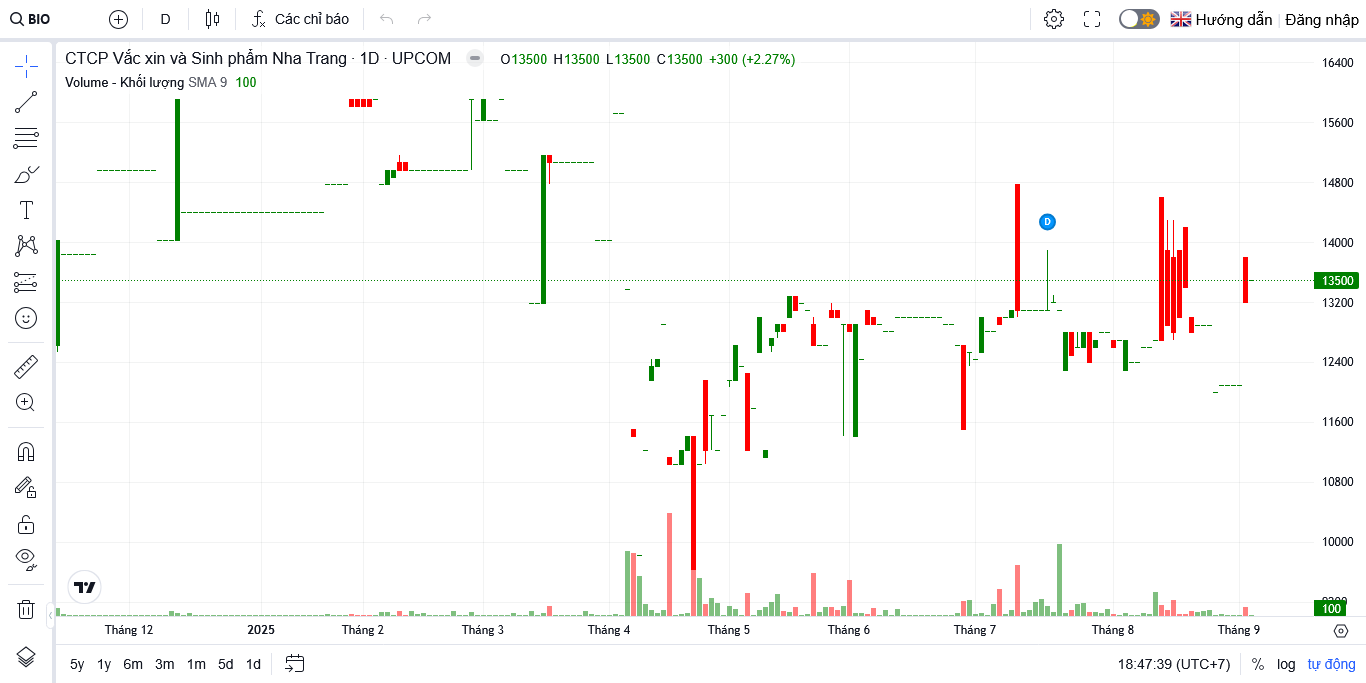 BIO D Các chỉ báo Hướng dẫn Đăng nhập
CTCP Vắc xin và Sinh phẩm Nha Trang · 1D · UPCOM O13500 H13500 L13500 C13500 +300 (+2.27%)
Volume - Khối lượng SMA 9 100
16400
15600
14800
14000
13500
13200
12400
11600
10800
10000
100
D
Tháng 12 2025 Tháng 2 Tháng 3 Tháng 4 Tháng 5 Tháng 6 Tháng 7 Tháng 8 Tháng 9
5y 1y 6m 3m 1m 5d 1d 18:47:39 (UTC+7) % log tự động